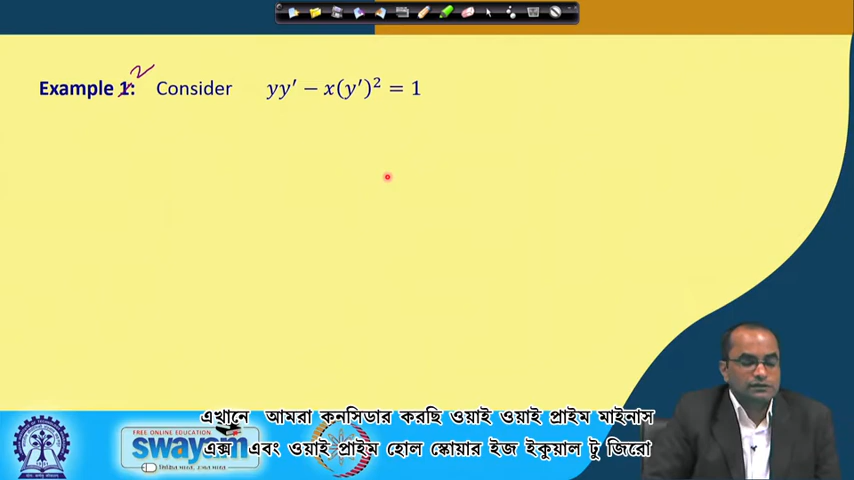 Example 1: 2 Consider yy′ − x(y′)² = 1
এখানে আমরা কনসিডার করছি ওয়াই ওয়াই প্রাইম মাইনাস
এক্স এবং ওয়াই প্রাইম হোল স্কোয়ার ইজ ইকুয়াল টু জিরো
FREE ONLINE EDUCATION
swayam